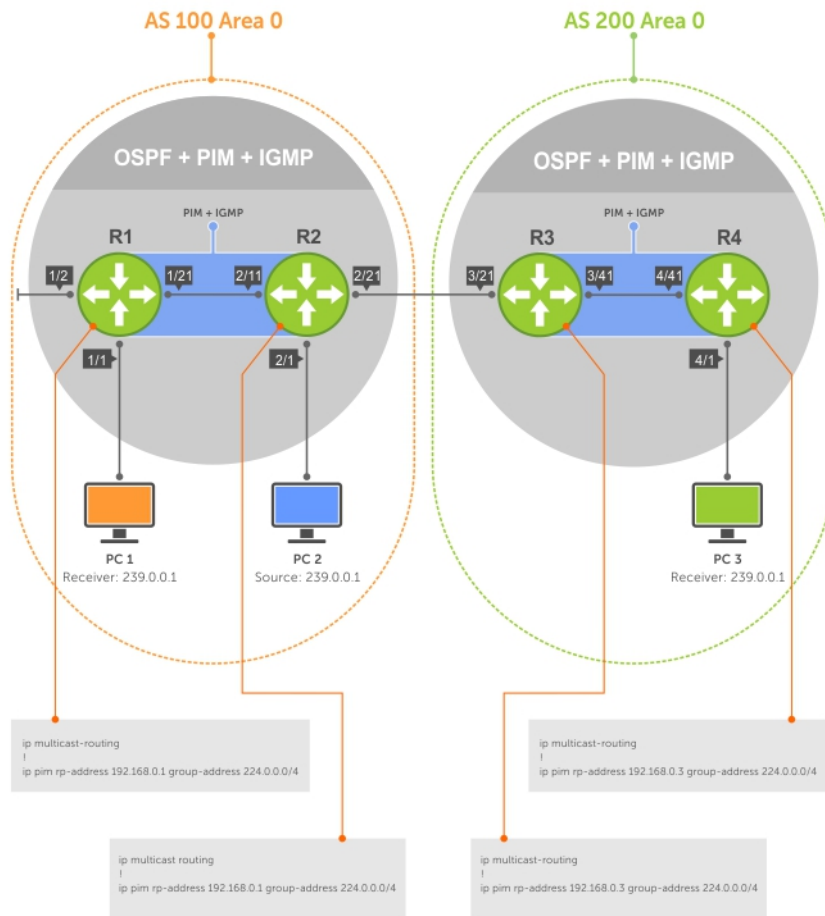 AS 100 Area 0
AS 200 Area 0
OSPF + PIM + IGMP
OSPF + PIM + IGMP
PIM + IGMP
PIM + IGMP
R1
R2
R3
R4
1/2
1/21
2/11
2/21
3/21
3/41
4/41
1/1
2/1
4/1
PC 1
Receiver: 239.0.0.1
PC 2
Source: 239.0.0.1
PC 3
Receiver: 239.0.0.1
ip multicast-routing
!
ip pim rp-address 192.168.0.1 group-address 224.0.0.0/4
ip multicast-routing
!
ip pim rp-address 192.168.0.3 group-address 224.0.0.0/4
ip multicast routing
!
ip pim rp-address 192.168.0.1 group-address 224.0.0.0/4
ip multicast-routing
!
ip pim rp-address 192.168.0.3 group-address 224.0.0.0/4